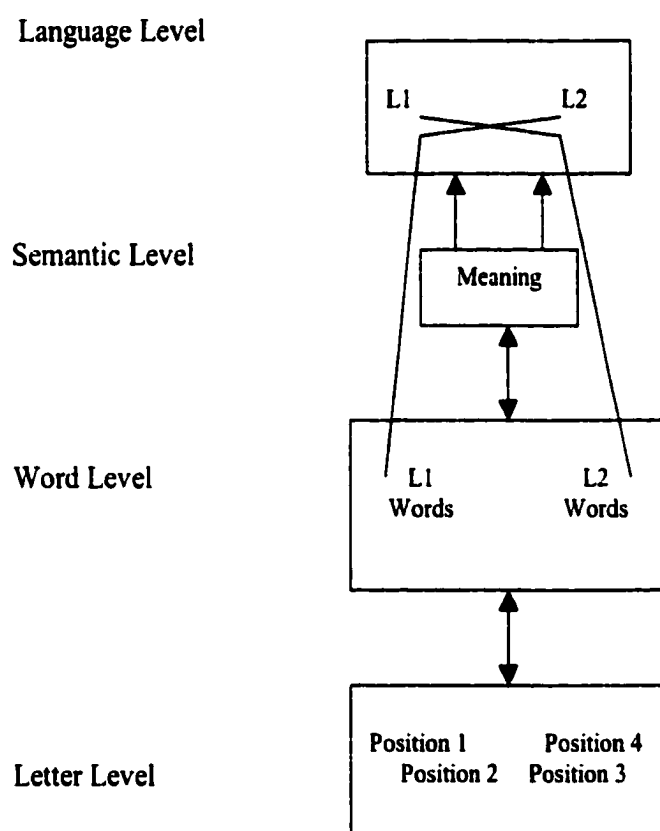 Language Level
L1 L2
Semantic Level
Meaning
Word Level
L1 L2
Words Words
Position 1 Position 4
Letter Level
Position 2 Position 3